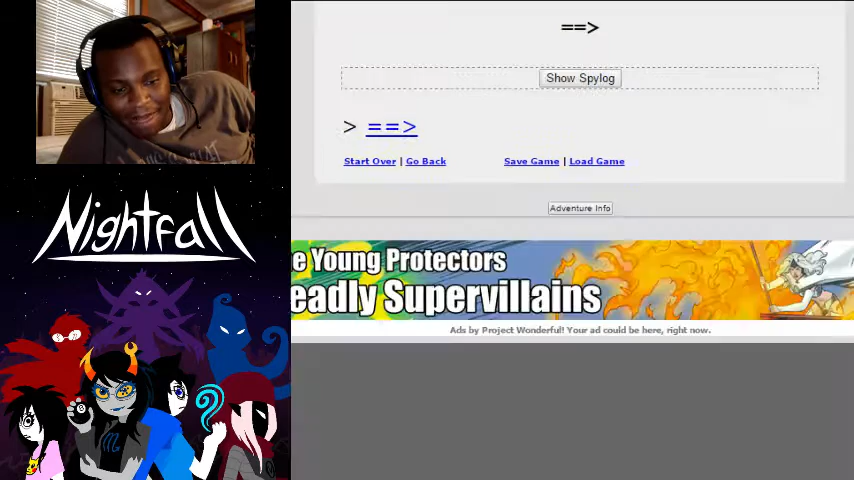 ==>
Show Spylog
> ==>
Start Over | Go Back Save Game | Load Game
Adventure Info
e Young Protectors
eadly Supervillains
Ads by Project Wonderful! Your ad could be here, right now.
Nightfall
8